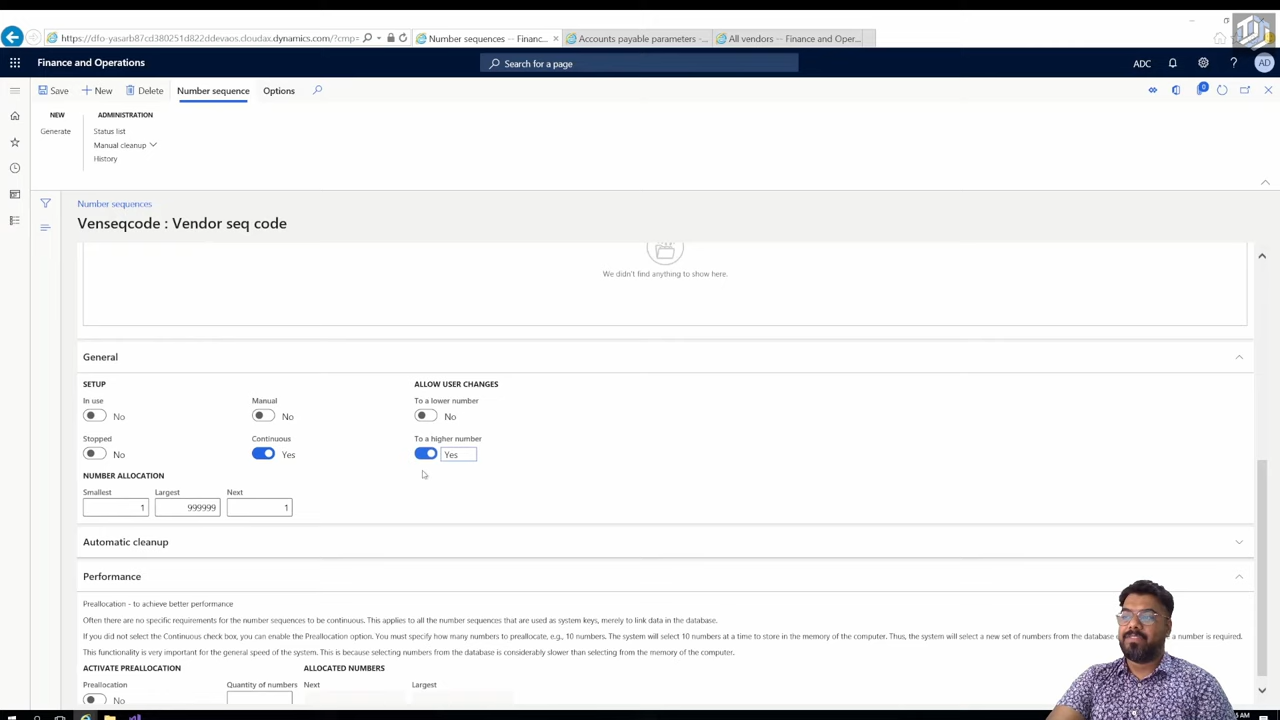 https://dfo-yasarb87cd380251d822ddevaos.cloudax.dynamics.com/?cmp=
Number sequences -- Financ...
Accounts payable parameters -...
All vendors -- Finance and Oper...
Finance and Operations
Search for a page
ADC
AD
Save
New
Delete
Number sequence
Options
0
NEW
Generate
ADMINISTRATION
Status list
Manual cleanup
History
Number sequences
Venseqcode : Vendor seq code
We didn't find anything to show here.
General
SETUP
ALLOW USER CHANGES
In use
Manual
To a lower number
No
No
No
Stopped
Continuous
To a higher number
No
Yes
Yes
NUMBER ALLOCATION
Smallest
Largest
Next
1
999999
1
Automatic cleanup
Performance
Preallocation - to achieve better performance
Often there are no specific requirements for the number sequences to be continuous. This applies to all the number sequences that are used as system keys, merely to link data in the database.
If you did not select the Continuous check box, you can enable the Preallocation option. You must specify how many numbers to preallocate, e.g., 10 numbers. The system will select 10 numbers at a time to store in the memory of the computer. Thus, the system will select a new set of numbers from the database a number is required.
This functionality is very important for the general speed of the system. This is because selecting numbers from the database is considerably slower than selecting from the memory of the computer.
ACTIVATE PREALLOCATION
ALLOCATED NUMBERS
Preallocation
Quantity of numbers
Next
Largest
No